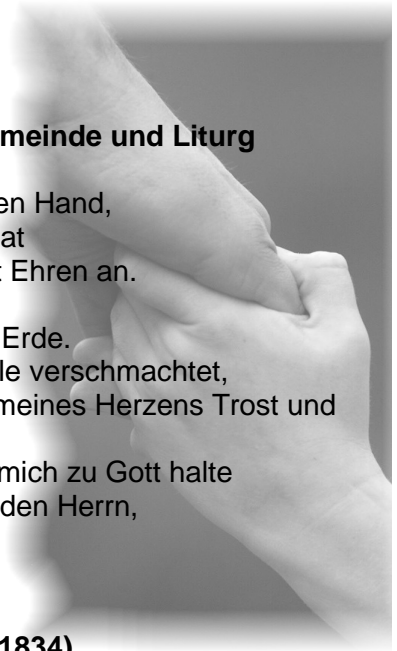 meinde und Liturg
en Hand,
at
t Ehren an.
Erde.
le verschmachtet,
meines Herzens Trost und
mich zu Gott halte
den Herrn,
1834)